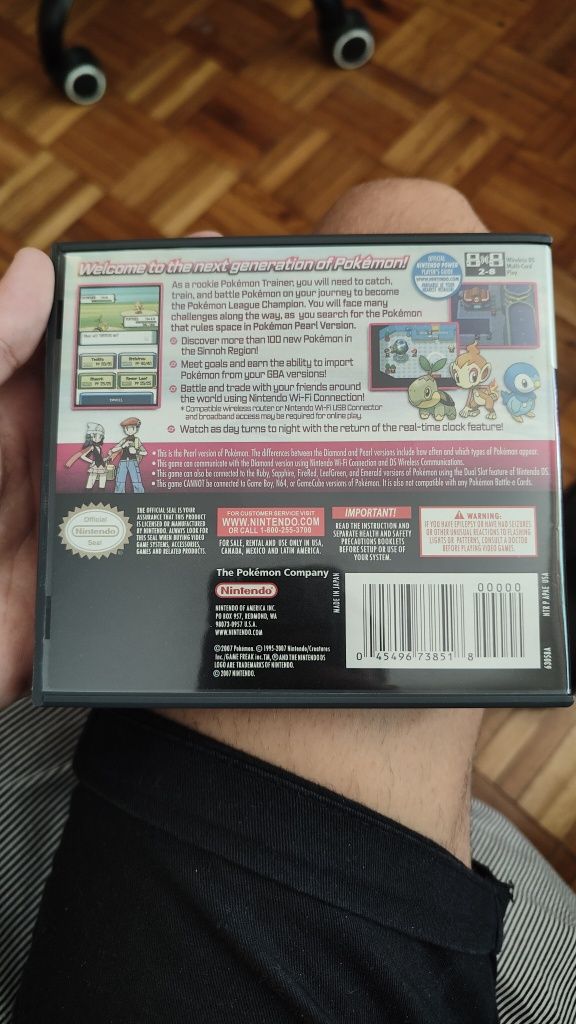 Welcome to the next generation of Pokémon!
OFFICIAL
NINTENDO POWER
PLAYER'S GUIDE
WWW.NINTENDO.COM
2-8
Wireless DS
Multi-Card
Play
As a rookie Pokémon Trainer, you will need to catch,
train, and battle Pokémon on your journey to become
the Pokémon League Champion. You will face many
challenges along the way, as you search for the Pokémon
that rules space in Pokémon Pearl Version.
Discover more than 100 new Pokémon in
the Sinnoh Region!
Meet goals and earn the ability to import
Pokémon from your GBA versions!
Battle and trade with your friends around
the world using Nintendo Wi-Fi Connection!
* Compatible wireless router or Nintendo Wi-Fi USB Connector
and broadband access may be required for online play.
Watch as day turns to night with the return of the real-time clock feature!
• This is the Pearl version of Pokémon. The differences between the Diamond and Pearl versions include how often and which types of Pokémon appear.
• This game can communicate with the Diamond version using Nintendo Wi-Fi Connection and DS Wireless Communications.
• This game can also be connected to the Ruby, Sapphire, FireRed, LeafGreen, and Emerald versions of Pokémon using the Dual Slot feature of Nintendo DS.
• This game CANNOT be connected to Game Boy, N64, or GameCube versions of Pokémon. It is also not compatible with any Pokémon Battle-e Cards.
Official
Nintendo
Seal
THE OFFICIAL SEAL IS YOUR
ASSURANCE THAT THIS PRODUCT
IS LICENSED OR MANUFACTURED
BY NINTENDO. ALWAYS LOOK FOR
THIS SEAL WHEN BUYING VIDEO
GAME SYSTEMS, ACCESSORIES,
GAMES AND RELATED PRODUCTS.
FOR CUSTOMER SERVICE VISIT
WWW.NINTENDO.COM
OR CALL 1-800-255-3700
FOR SALE, RENTAL AND USE ONLY IN USA,
CANADA, MEXICO AND LATIN AMERICA.
IMPORTANT!
READ THE INSTRUCTION AND
SEPARATE HEALTH AND SAFETY
PRECAUTIONS BOOKLETS
BEFORE SETUP OR USE OF
YOUR SYSTEM.
WARNING:
IF YOU HAVE EPILEPSY OR HAVE HAD SEIZURES
OR OTHER UNUSUAL REACTIONS TO FLASHING
LIGHTS OR PATTERNS, CONSULT A DOCTOR
BEFORE PLAYING VIDEO GAMES.
The Pokémon Company
Nintendo
NINTENDO OF AMERICA INC.
PO BOX 957, REDMOND, WA
98073-0957 U.S.A.
WWW.NINTENDO.COM
©2007 Pokémon. ©1995-2007 Nintendo/Creatures
Inc./GAME FREAK inc. TM, ® AND THE NINTENDO DS
LOGO ARE TRADEMARKS OF NINTENDO.
© 2007 NINTENDO.
MADE IN JAPAN
00000
0 45496 73851 8
NTR P APAE USA
63058A